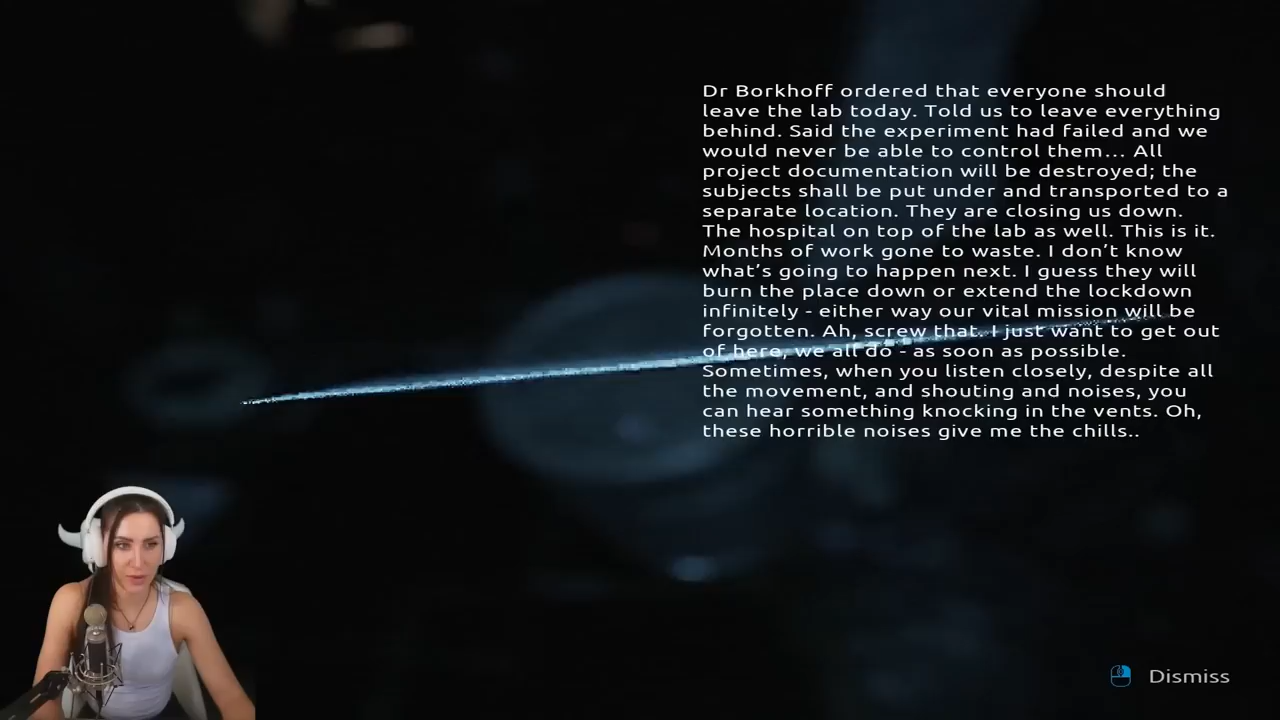 Dr Borkhoff ordered that everyone should
leave the lab today. Told us to leave everything
behind. Said the experiment had failed and we
would never be able to control them... All
project documentation will be destroyed; the
subjects shall be put under and transported to a
separate location. They are closing us down.
The hospital on top of the lab as well. This is it.
Months of work gone to waste. I don't know
what's going to happen next. I guess they will
burn the place down or extend the lockdown
infinitely - either way our vital mission will be
forgotten. Ah, screw that. I just want to get out
of here, we all do - as soon as possible.
Sometimes, when you listen closely, despite all
the movement, and shouting and noises, you
can hear something knocking in the vents. Oh,
these horrible noises give me the chills..
Dismiss